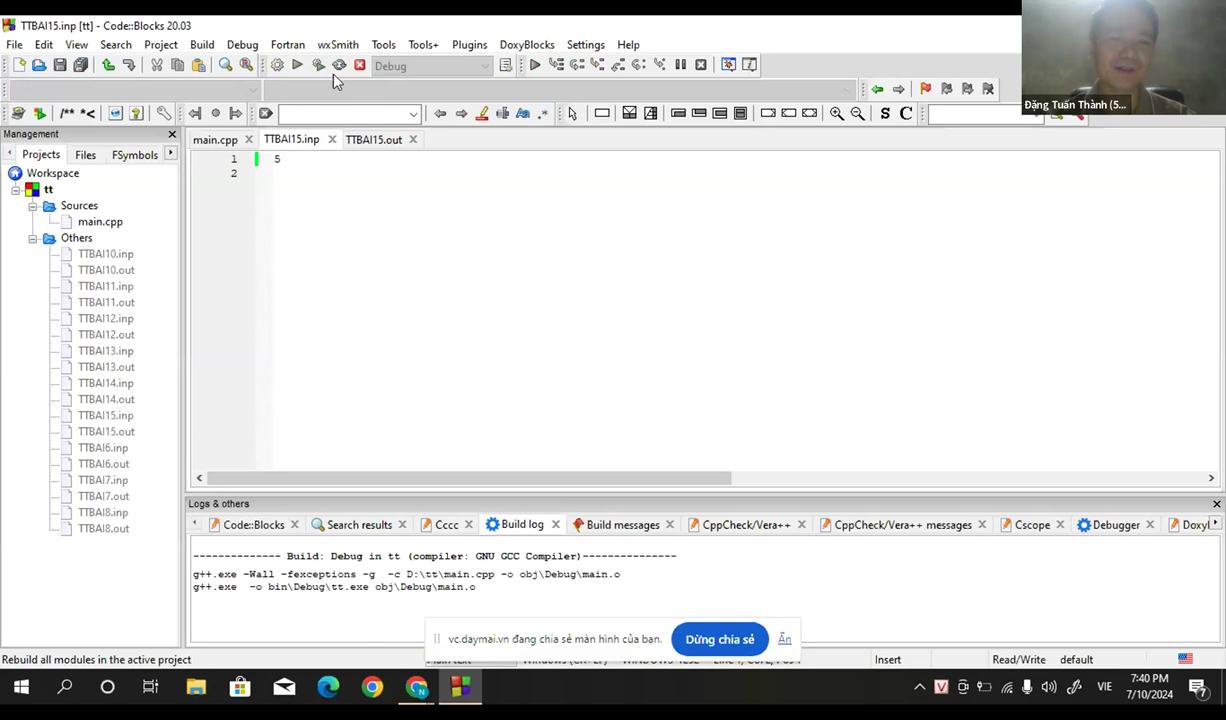 TTBAI15.inp [tt] - Code::Blocks 20.03
File Edit View Search Project Build Debug Fortran wxSmith Tools Tools+ Plugins DoxyBlocks Settings Help
Debug
Đặng Tuấn Thành (5...
/** *<
Aa .*
S C
Management
main.cpp TTBAI15.inp TTBAI15.out
Projects Files FSymbols
1 5
2
Workspace
tt
Sources
main.cpp
Others
TTBAI10.inp
TTBAI10.out
TTBAI11.inp
TTBAI11.out
TTBAI12.inp
TTBAI12.out
TTBAI13.inp
TTBAI13.out
TTBAI14.inp
TTBAI14.out
TTBAI15.inp
TTBAI15.out
TTBAI6.inp
TTBAI6.out
TTBAI7.inp
TTBAI7.out
TTBAI8.inp
TTBAI8.out
Logs & others
Code::Blocks Search results Cccc Build log Build messages CppCheck/Vera++ CppCheck/Vera++ messages Cscope Debugger Doxyl
-------------- Build: Debug in tt (compiler: GNU GCC Compiler)---------------
g++.exe -Wall -fexceptions -g -c D:\tt\main.cpp -o obj\Debug\main.o
g++.exe -o bin\Debug\tt.exe obj\Debug\main.o
vc.daymai.vn đang chia sẻ màn hình của bạn. Dừng chia sẻ Ẩn
Rebuild all modules in the active project
Insert Read/Write default
VIE
7:40 PM
7/10/2024
7